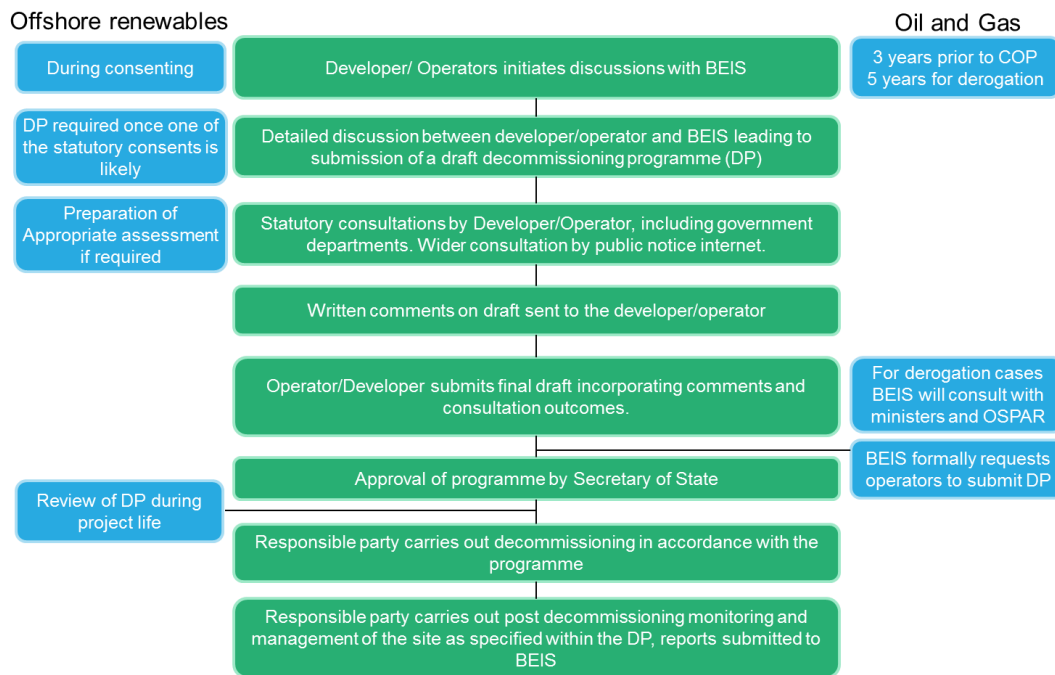 Offshore renewables
Oil and Gas
During consenting
Developer/ Operators initiates discussions with BEIS
3 years prior to COP
5 years for derogation
DP required once one of
the statutory consents is
likely
Detailed discussion between developer/operator and BEIS leading to
submission of a draft decommissioning programme (DP)
Preparation of
Appropriate assessment
if required
Statutory consultations by Developer/Operator, including government
departments. Wider consultation by public notice internet.
Written comments on draft sent to the developer/operator
Operator/Developer submits final draft incorporating comments and
consultation outcomes.
For derogation cases
BEIS will consult with
ministers and OSPAR
BEIS formally requests
operators to submit DP
Approval of programme by Secretary of State
Review of DP during
project life
Responsible party carries out decommissioning in accordance with the
programme
Responsible party carries out post decommissioning monitoring and
management of the site as specified within the DP, reports submitted to
BEIS